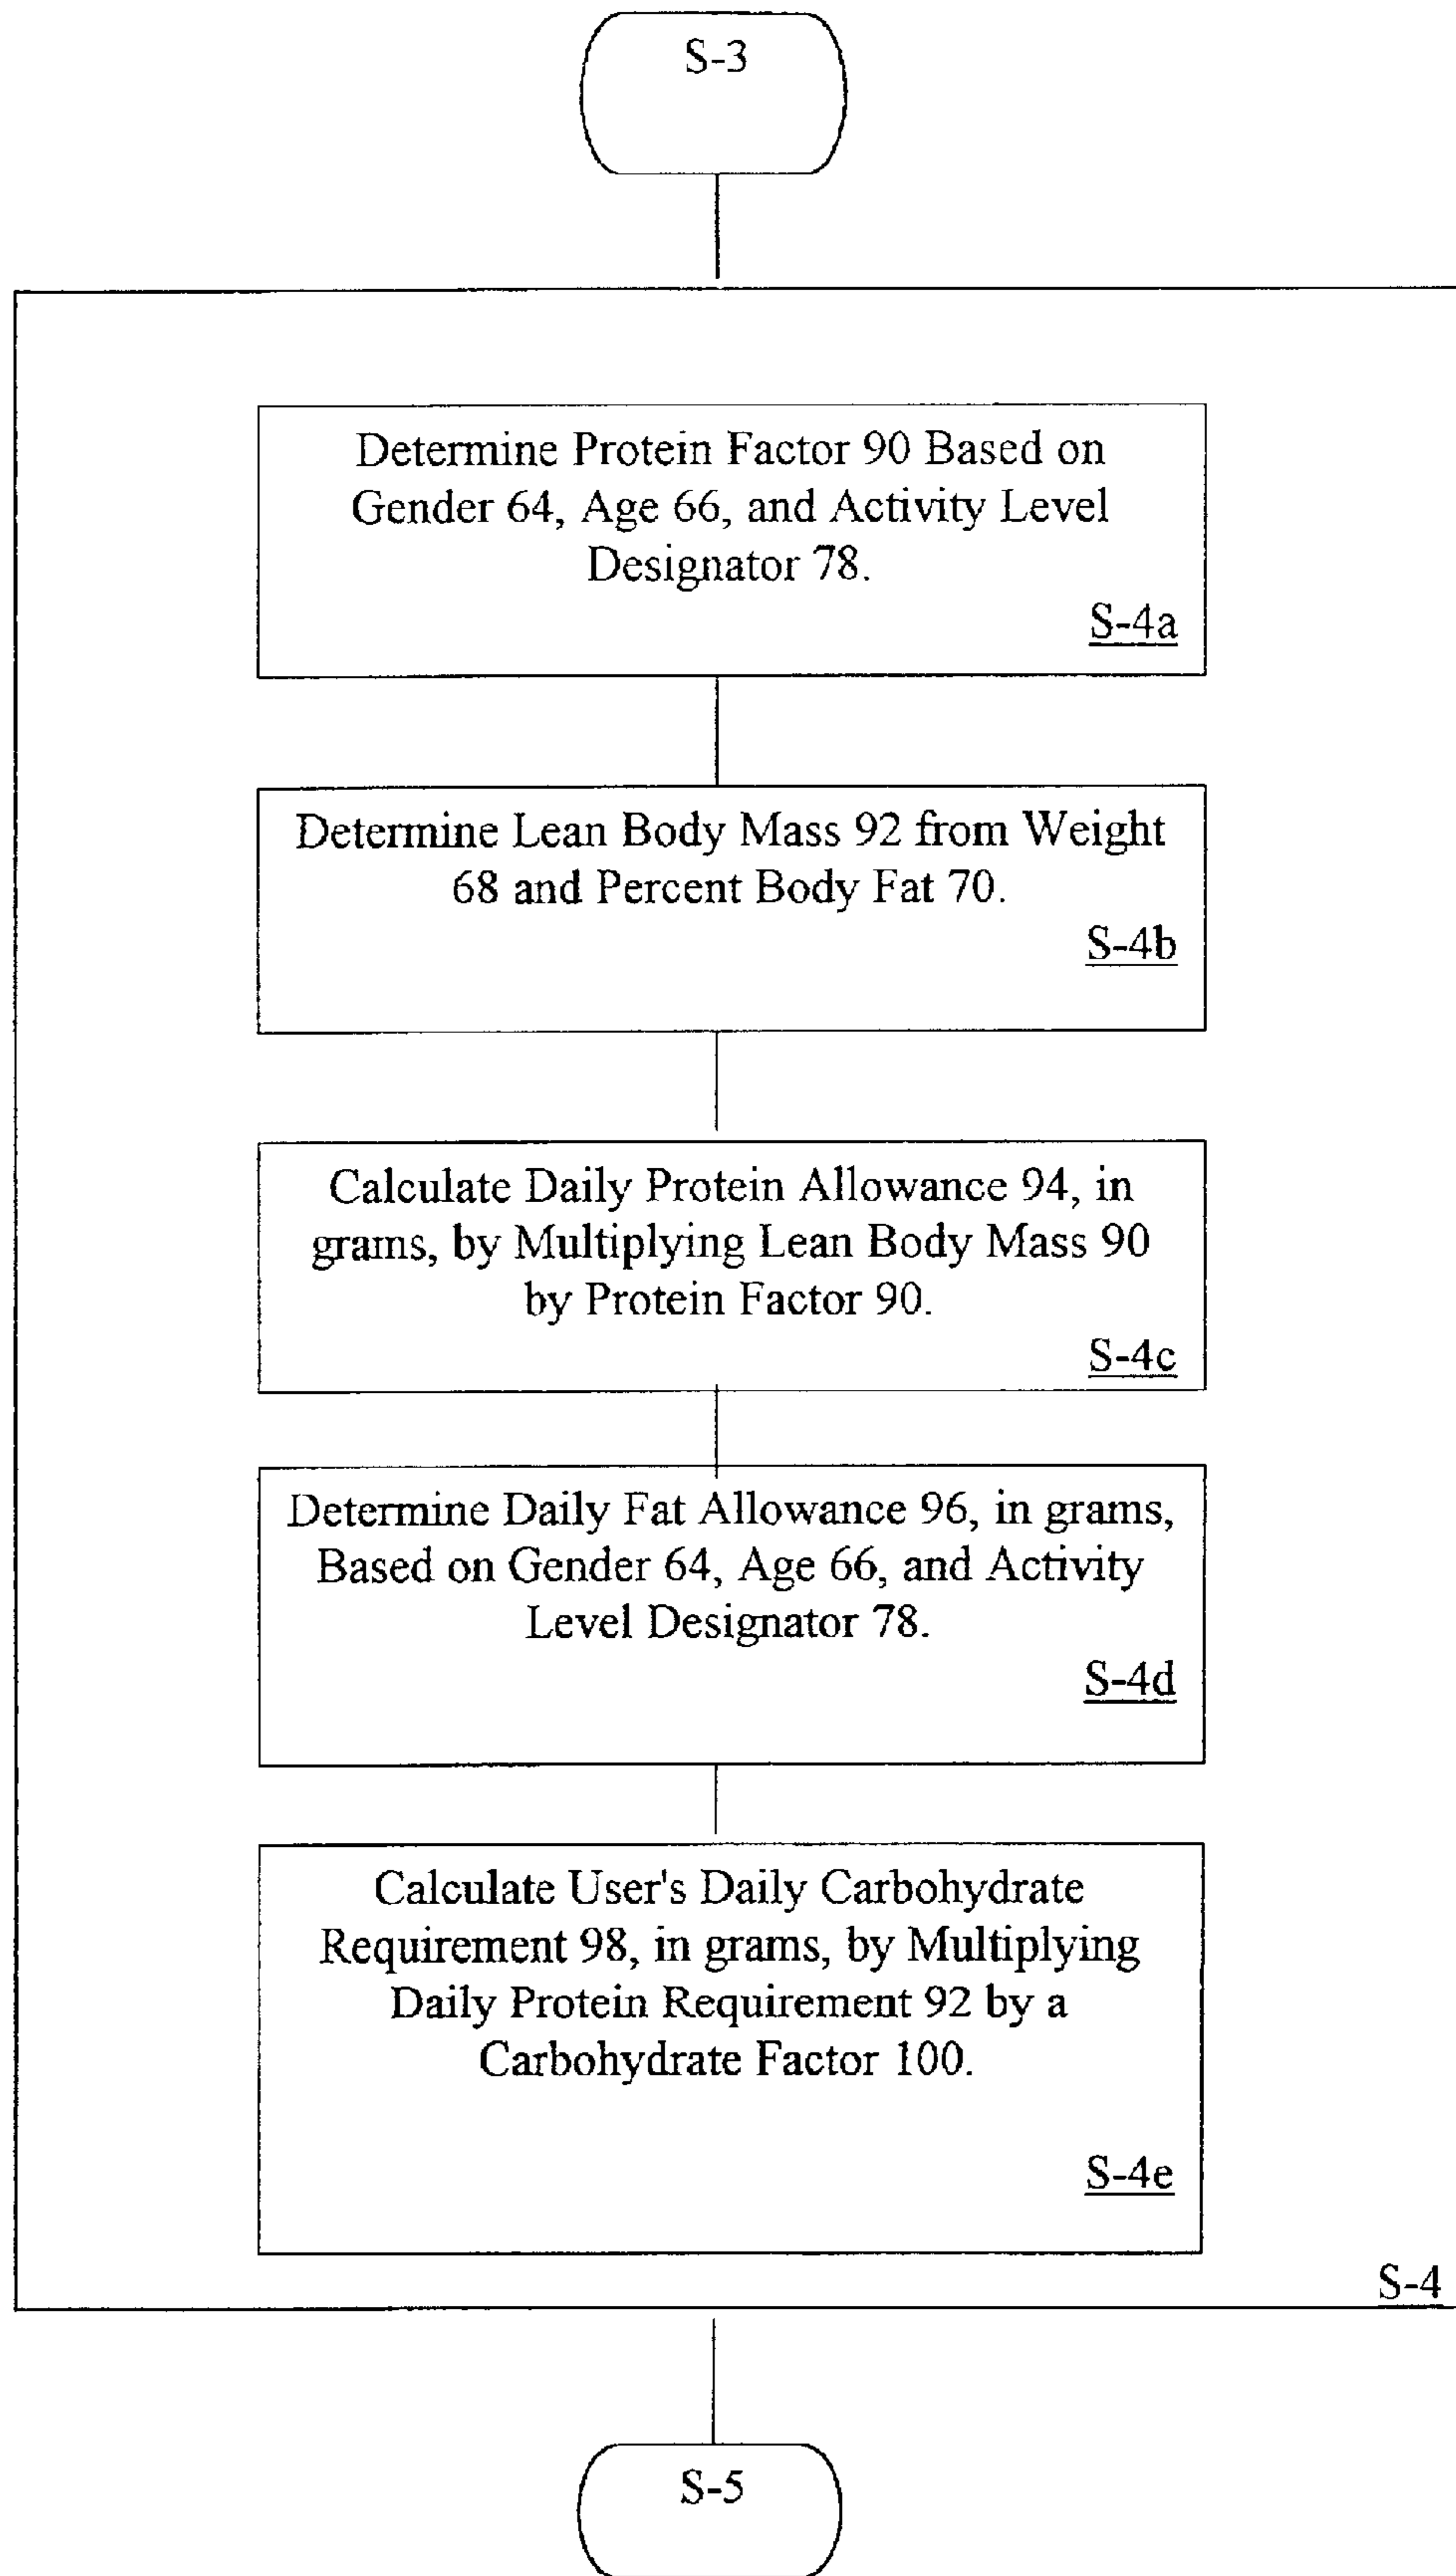 S-3
Determine Protein Factor 90 Based on
Gender 64, Age 66, and Activity Level
Designator 78.
S-4a
Determine Lean Body Mass 92 from Weight
68 and Percent Body Fat 70.
S-4b
Calculate Daily Protein Allowance 94, in
grams, by Multiplying Lean Body Mass 90
by Protein Factor 90.
S-4c
Determine Daily Fat Allowance 96, in grams,
Based on Gender 64, Age 66, and Activity
Level Designator 78.
S-4d
Calculate User's Daily Carbohydrate
Requirement 98, in grams, by Multiplying
Daily Protein Requirement 92 by a
Carbohydrate Factor 100.
S-4e
S-4
S-5